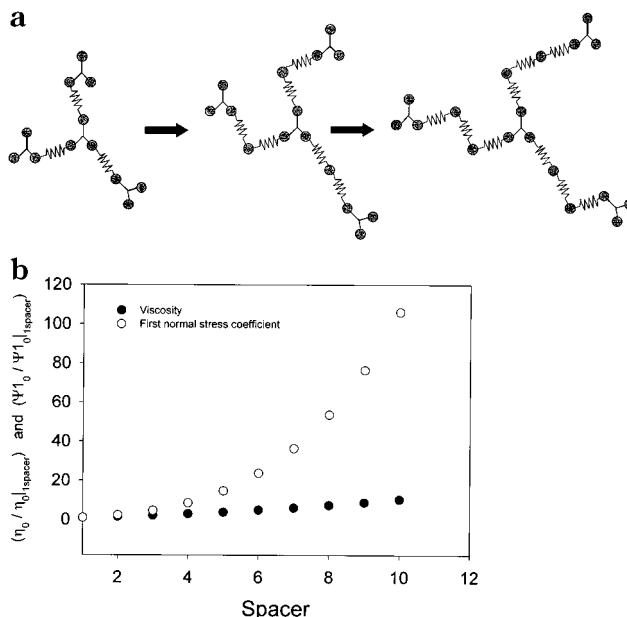 a
b
120
100
80
60
40
20
0
Viscosity
First normal stress coefficient
(η0 / η0|1spacer) and (Ψ10 / Ψ10|1spacer)
2
4
6
8
10
12
Spacer